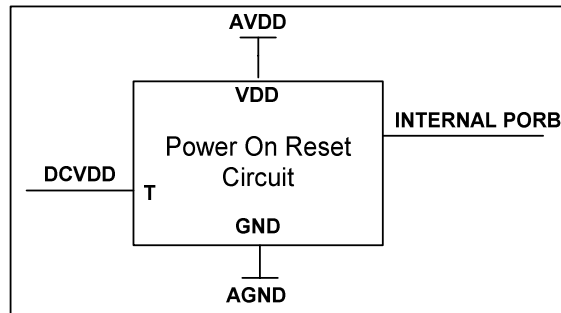 AVDD
VDD
INTERNAL PORB
Power On Reset
Circuit
DCVDD
T
GND
AGND